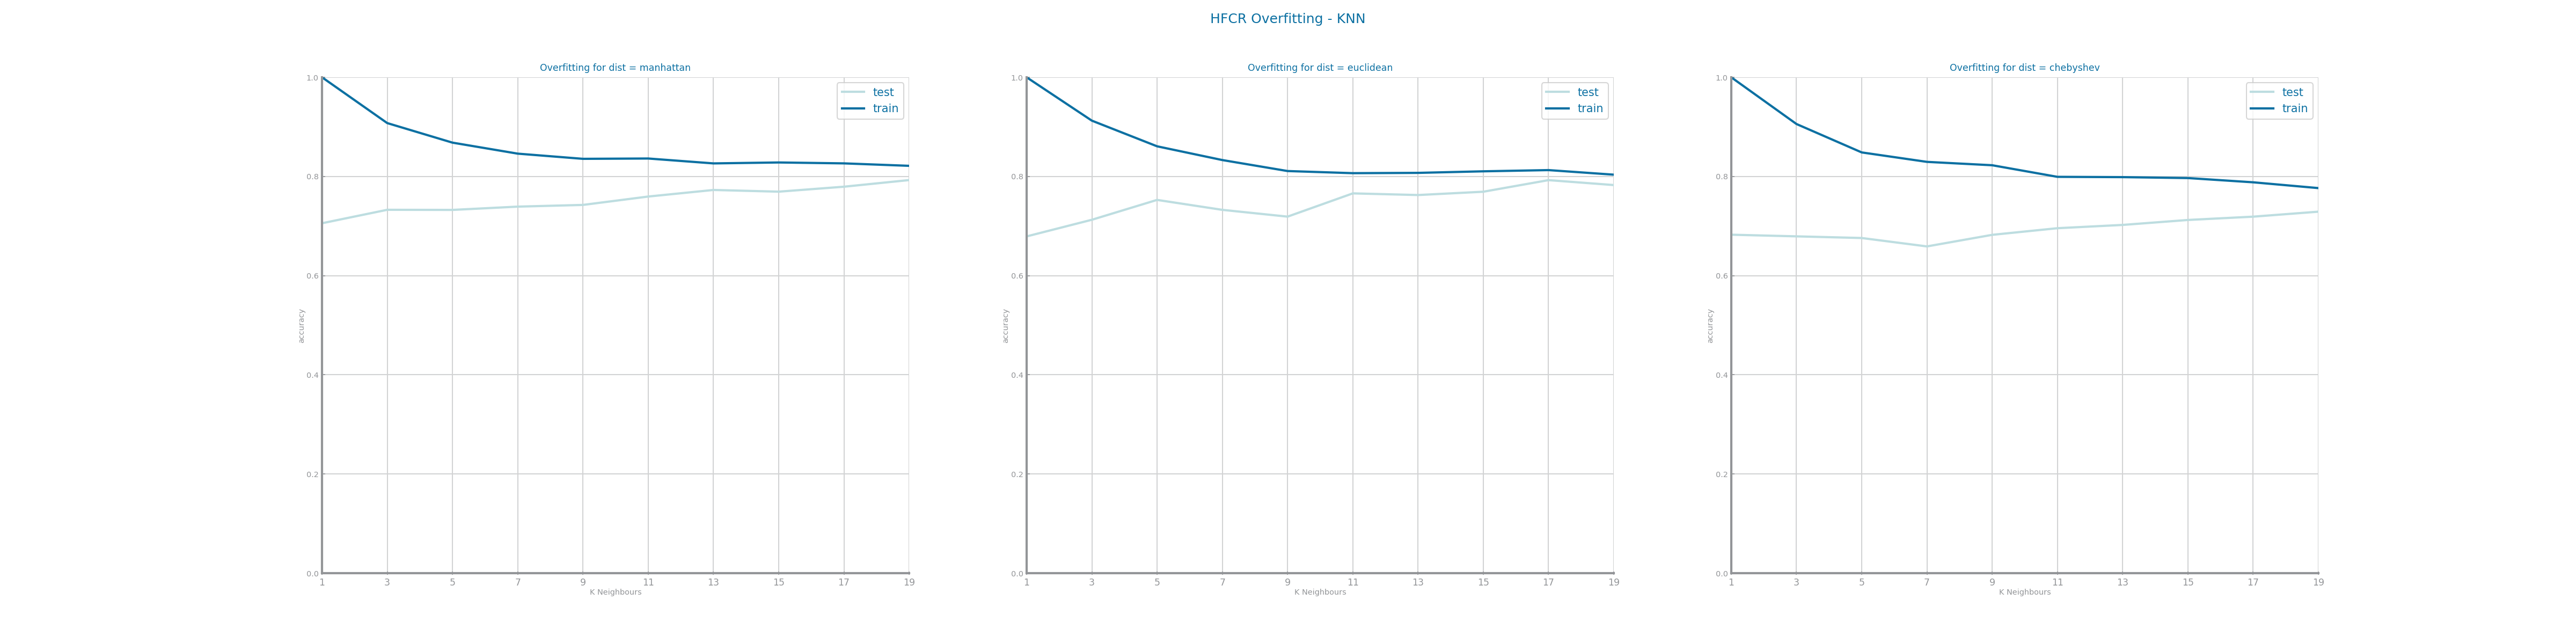 HFCR Overfitting - KNN
Overfitting for dist = manhattan
test
train
1.0
0.8
0.6
0.4
0.2
0.0
accuracy
1 3 5 7 9 11 13 15 17 19
K Neighbours
Overfitting for dist = euclidean
test
train
1.0
0.8
0.6
0.4
0.2
0.0
accuracy
1 3 5 7 9 11 13 15 17 19
K Neighbours
Overfitting for dist = chebyshev
test
train
1.0
0.8
0.6
0.4
0.2
0.0
accuracy
1 3 5 7 9 11 13 15 17 19
K Neighbours